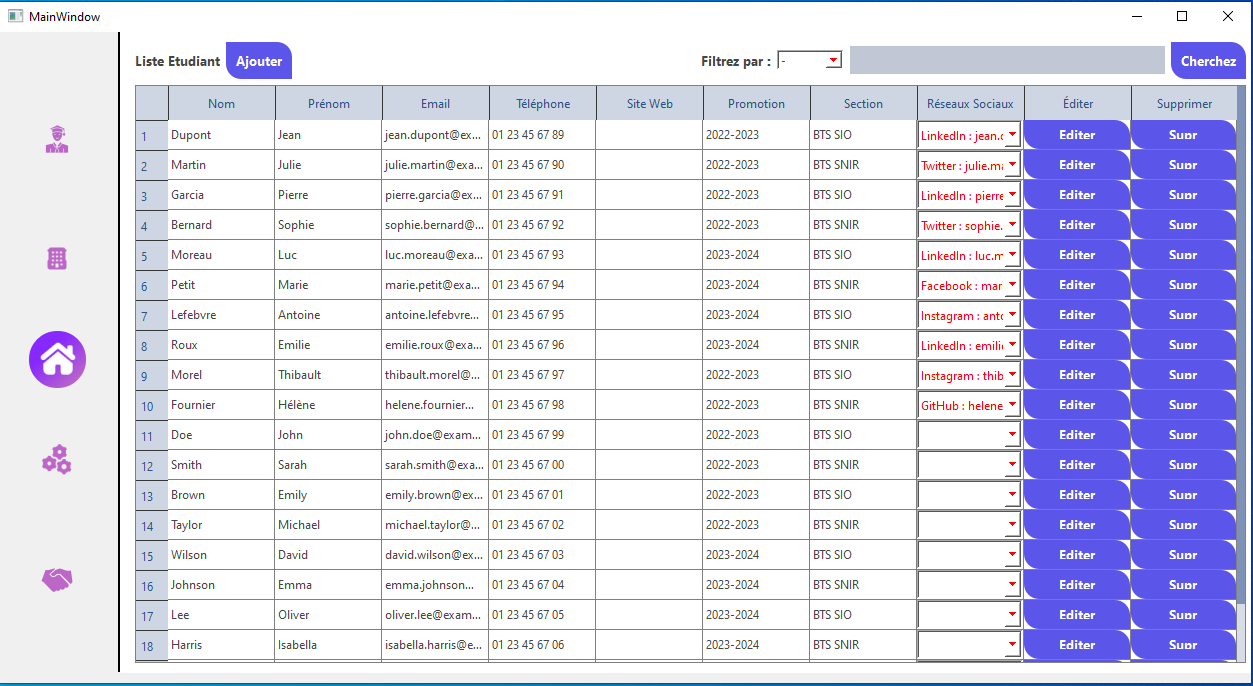 MainWindow
Liste Etudiant Ajouter Filtrez par : - Cherchez
Nom Prénom Email Téléphone Site Web Promotion Section Réseaux Sociaux Éditer Supprimer
1 Dupont Jean jean.dupont@ex... 01 23 45 67 89 2022-2023 BTS SIO LinkedIn : jean.c Editer Supr
2 Martin Julie julie.martin@exa... 01 23 45 67 90 2022-2023 BTS SNIR Twitter : julie.ma Editer Supr
3 Garcia Pierre pierre.garcia@ex... 01 23 45 67 91 2022-2023 BTS SIO LinkedIn : pierre Editer Supr
4 Bernard Sophie sophie.bernard@... 01 23 45 67 92 2022-2023 BTS SNIR Twitter : sophie. Editer Supr
5 Moreau Luc luc.moreau@exa... 01 23 45 67 93 2023-2024 BTS SIO LinkedIn : luc.m Editer Supr
6 Petit Marie marie.petit@exa... 01 23 45 67 94 2023-2024 BTS SNIR Facebook : mar Editer Supr
7 Lefebvre Antoine antoine.lefebvre... 01 23 45 67 95 2023-2024 BTS SIO Instagram : anto Editer Supr
8 Roux Emilie emilie.roux@exa... 01 23 45 67 96 2023-2024 BTS SNIR LinkedIn : emilie Editer Supr
9 Morel Thibault thibault.morel@... 01 23 45 67 97 2023-2024 BTS SIO Instagram : thib Editer Supr
10 Fournier Hélène helene.fournier... 01 23 45 67 98 2022-2023 BTS SNIR GitHub : helene Editer Supr
11 Doe John john.doe@exam... 01 23 45 67 99 2022-2023 BTS SIO Editer Supr
12 Smith Sarah sarah.smith@exa... 01 23 45 67 00 2022-2023 BTS SNIR Editer Supr
13 Brown Emily emily.brown@ex... 01 23 45 67 01 2022-2023 BTS SIO Editer Supr
14 Taylor Michael michael.taylor@... 01 23 45 67 02 2022-2023 BTS SNIR Editer Supr
15 Wilson David david.wilson@ex... 01 23 45 67 03 2023-2024 BTS SIO Editer Supr
16 Johnson Emma emma.johnson... 01 23 45 67 04 2023-2024 BTS SNIR Editer Supr
17 Lee Oliver oliver.lee@exam... 01 23 45 67 05 2023-2024 BTS SIO Editer Supr
18 Harris Isabella isabella.harris@e... 01 23 45 67 06 2023-2024 BTS SNIR Editer Supr